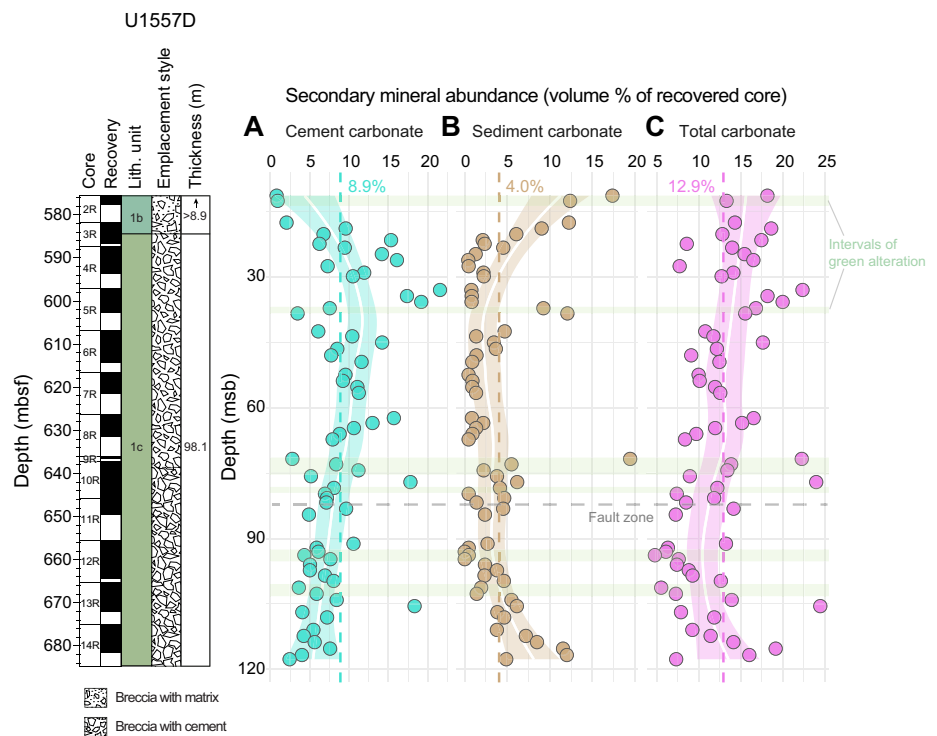 U1557D
Core
Recovery
Lith. unit
Emplacement style
Thickness (m)
Secondary mineral abundance (volume % of recovered core)
A Cement carbonate B Sediment carbonate C Total carbonate
0 5 10 15 20 0 5 10 15 20 5 10 15 20 25
8.9% 4.0% 12.9%
Depth (mbsf)
580
590
600
610
620
630
640
650
660
670
680
2R
3R
4R
5R
6R
7R
8R
9R
10R
11R
12R
13R
14R
1b
1c
>8.9
98.1
Depth (msb)
30
60
90
120
Intervals of
green alteration
Fault zone
Breccia with matrix
Breccia with cement